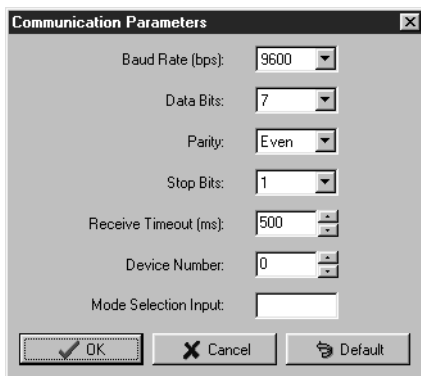 Communication Parameters
Baud Rate (bps): 9600
Data Bits: 7
Parity: Even
Stop Bits: 1
Receive Timeout (ms): 500
Device Number: 0
Mode Selection Input:
OK Cancel Default